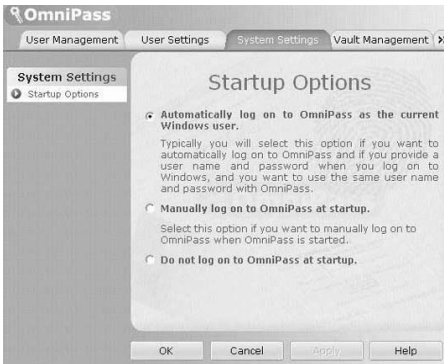 OmniPass
User Management
User Settings
System Settings
Vault Management
System Settings
Startup Options
Startup Options
Automatically log on to OmniPass as the current
Windows user.
Typically you will select this option if you want to
automatically log on to OmniPass and if you provide a
user name and password when you log on to
Windows, and you want to use the same user name
and password with OmniPass.
Manually log on to OmniPass at startup.
Select this option if you want to manually log on to
OmniPass when OmniPass is started.
Do not log on to OmniPass at startup.
OK
Cancel
Apply
Help